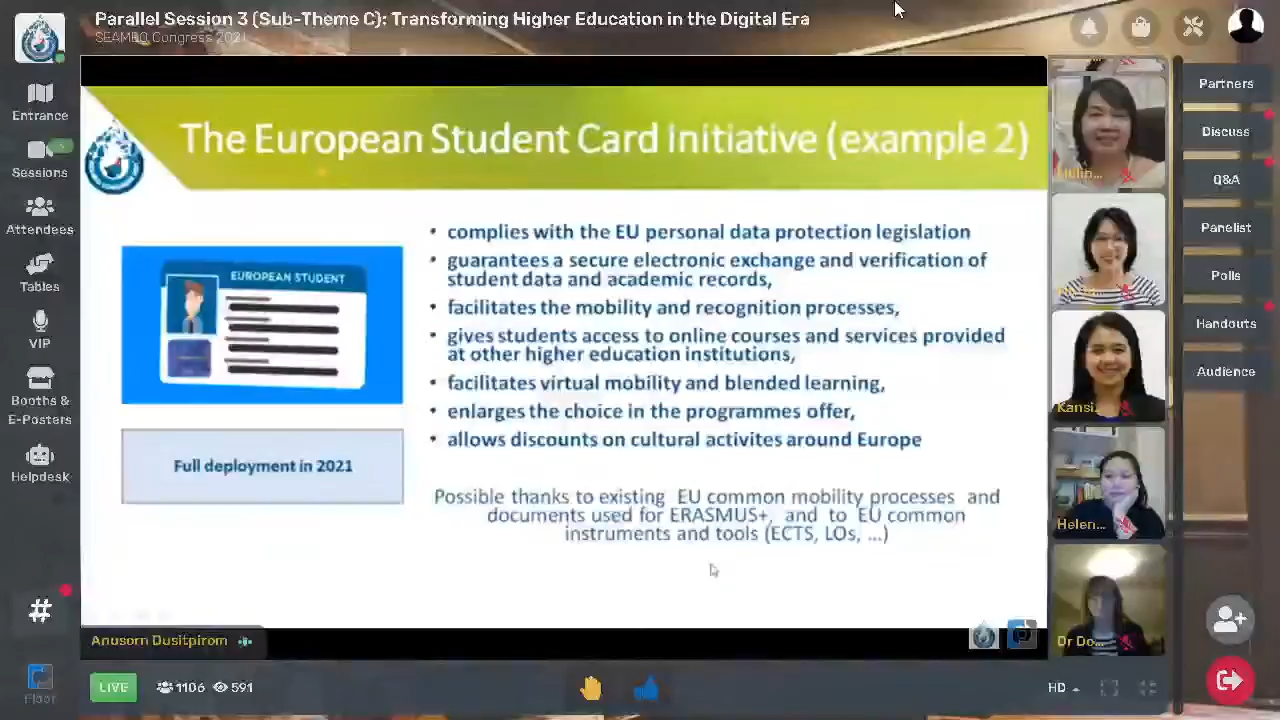 Parallel Session 3 (Sub-Theme C): Transforming Higher Education in the Digital Era
SEAMEO Congress 2021
Entrance
Sessions
Attendees
Tables
VIP
Booths &
E-Posters
Helpdesk
#
Floor
The European Student Card Initiative (example 2)
EUROPEAN STUDENT
Full deployment in 2021
• complies with the EU personal data protection legislation
• guarantees a secure electronic exchange and verification of
student data and academic records,
• facilitates the mobility and recognition processes,
• gives students access to online courses and services provided
at other higher education institutions,
• facilitates virtual mobility and blended learning,
• enlarges the choice in the programmes offer,
• allows discounts on cultural activites around Europe
Possible thanks to existing EU common mobility processes and
documents used for ERASMUS+, and to EU common
instruments and tools (ECTS, LOs, ...)
Anusorn Dusitpirom
LIVE
1106
591
HD
Kansi...
Helen...
Dr Do...
Partners
Discuss
Q&A
Panelist
Polls
Handouts
Audience